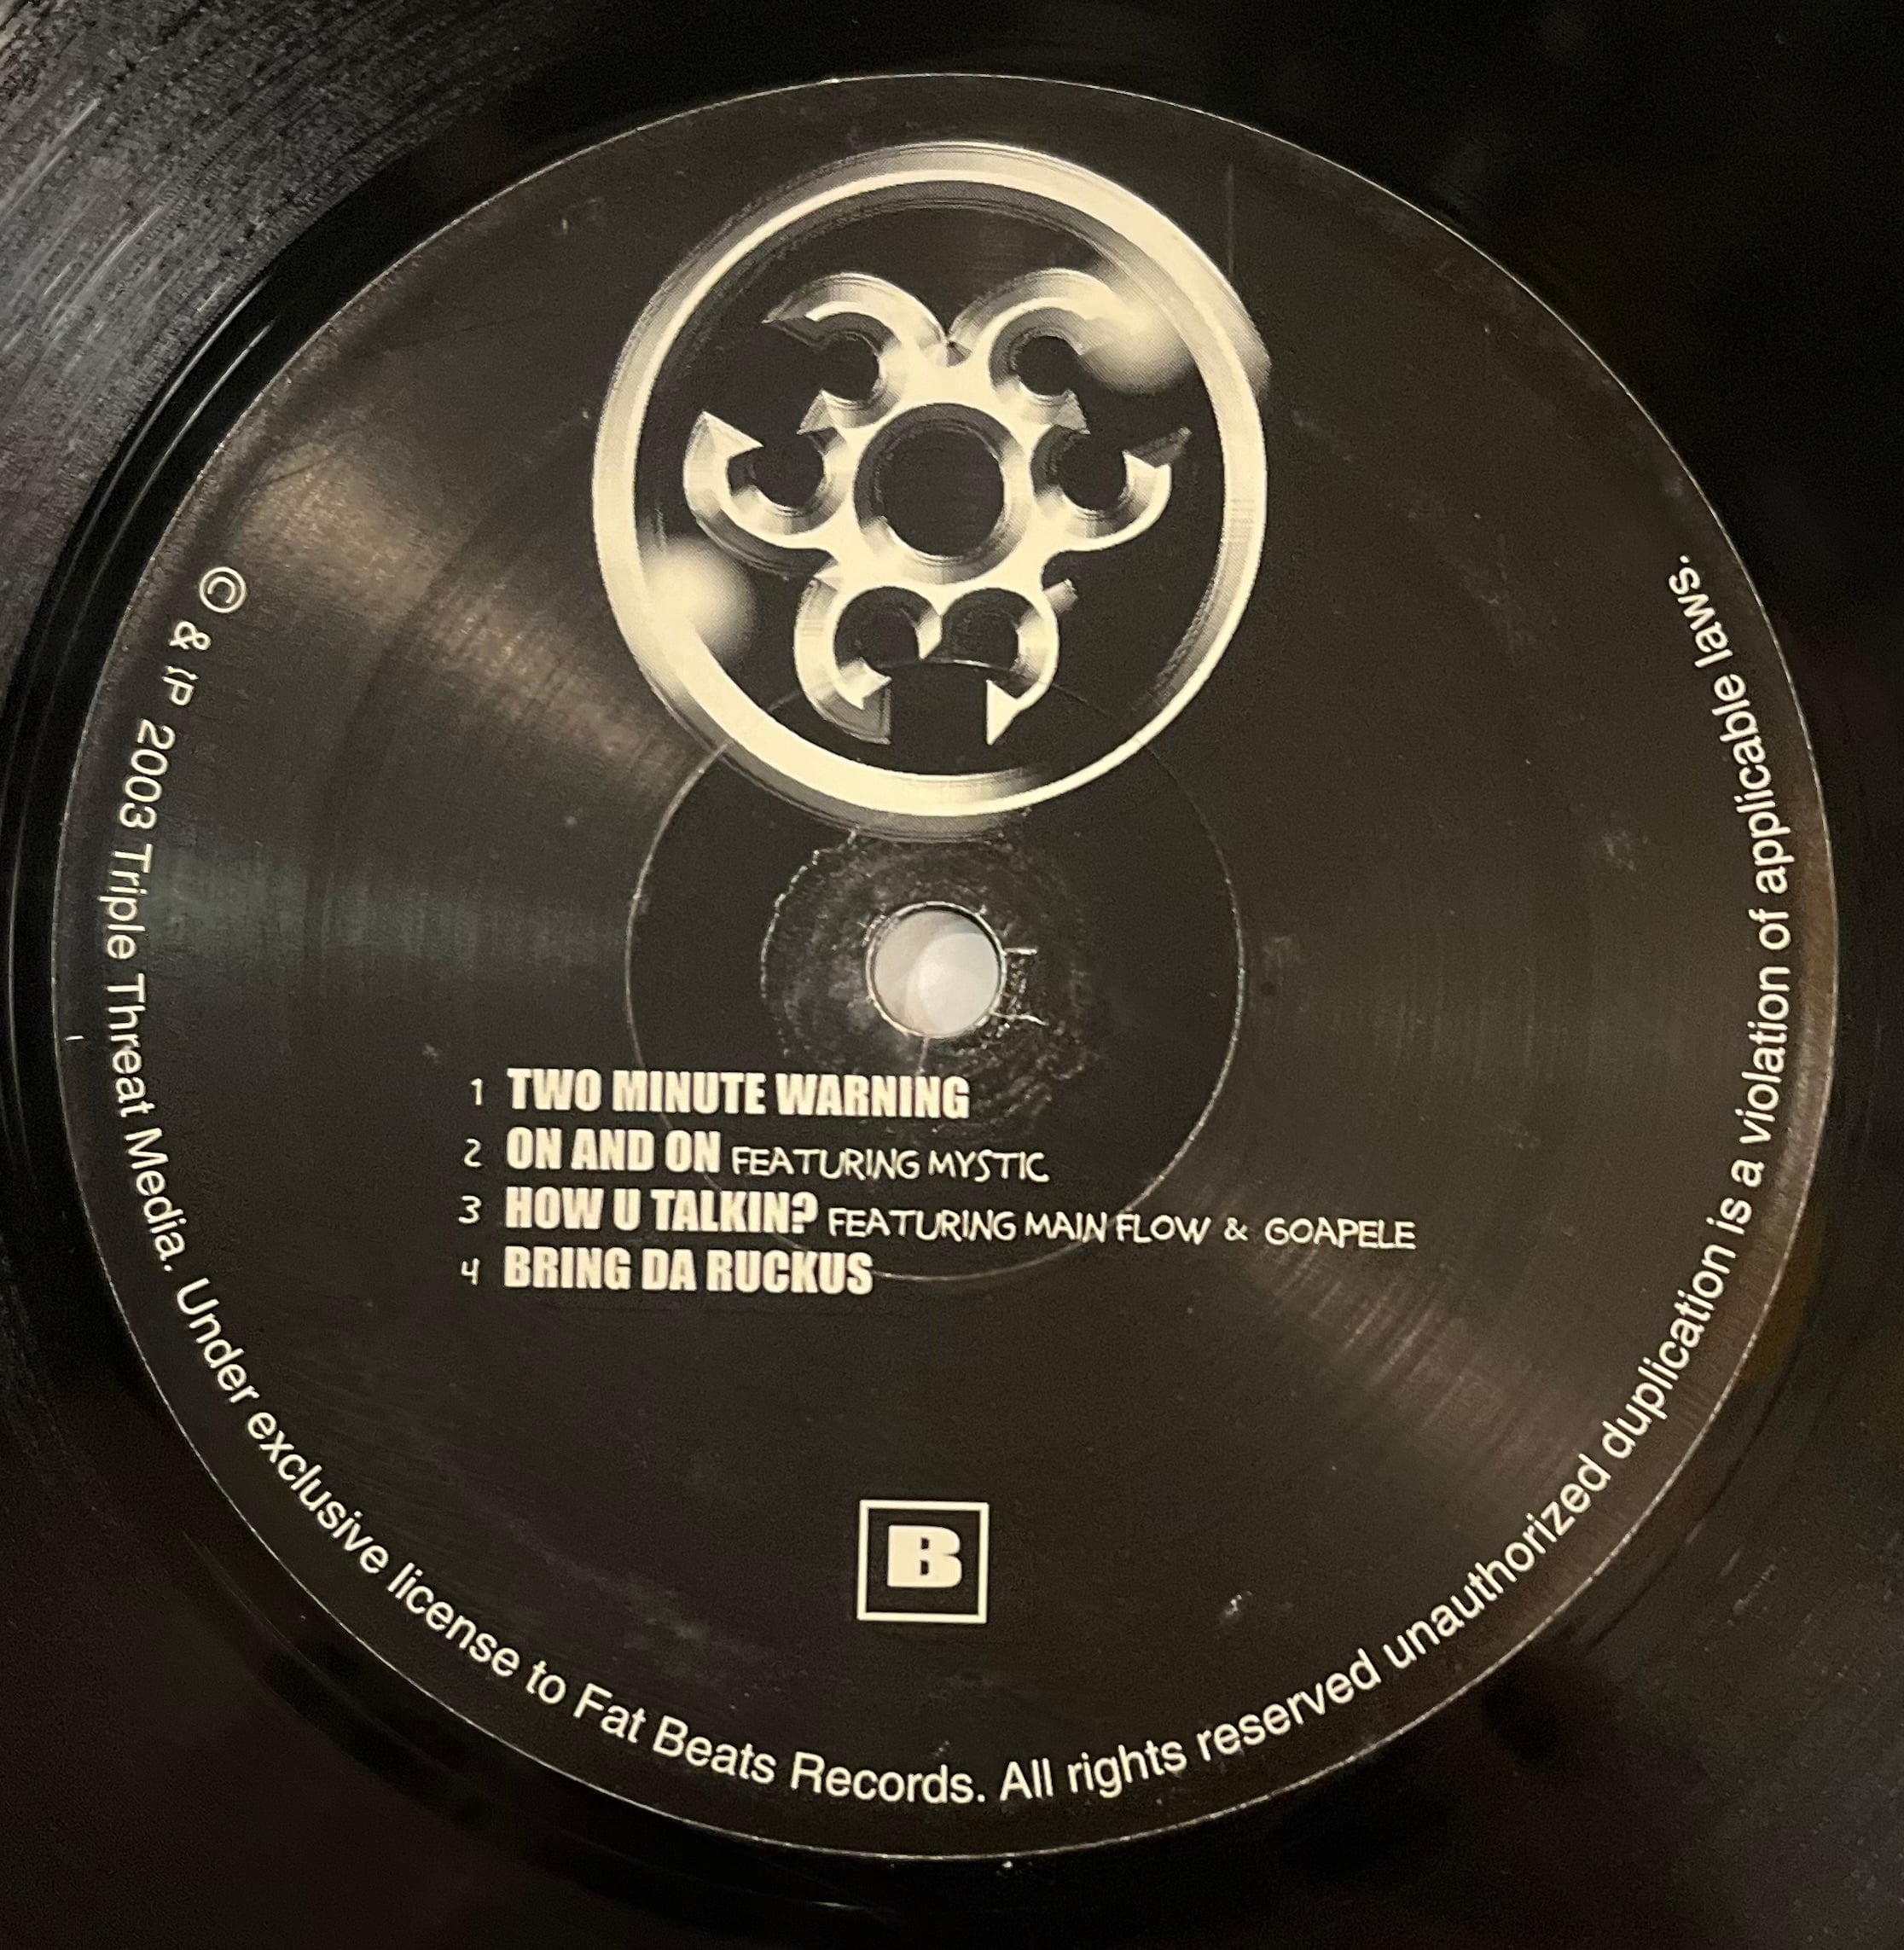 1 TWO MINUTE WARNING
2 ON AND ON FEATURING MYSTIC
3 HOW U TALKIN? FEATURING MAIN FLOW & GOAPELE
4 BRING DA RUCKUS
B
© & ℗ 2003 Triple Threat Media. Under exclusive license to Fat Beats Records. All rights reserved unauthorized duplication is a violation of applicable laws.